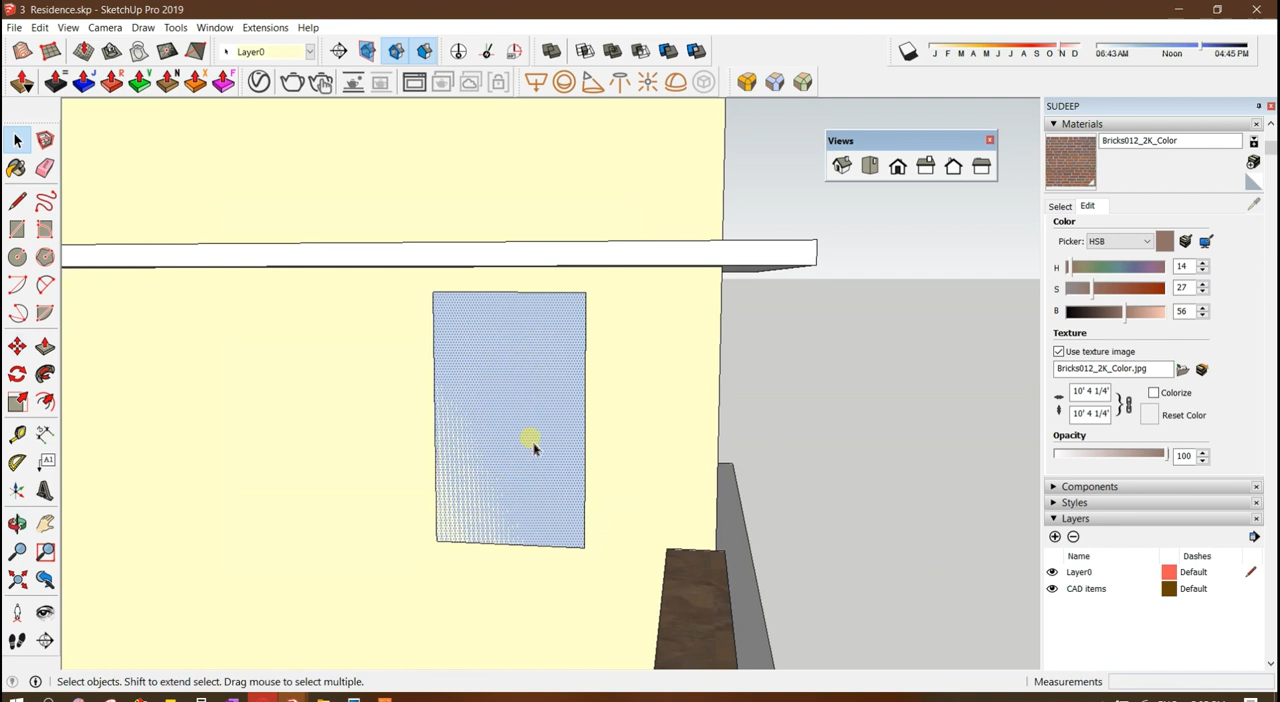 3 Residence.skp - SketchUp Pro 2019
File Edit View Camera Draw Tools Window Extensions Help
Layer0
J F M A M J J A S O N D
06:43 AM Noon 04:45 PM
SUDEEP
Materials
Views
Bricks012_2K_Color
Select Edit
Color
Picker: HSB
H 14
S 27
B 56
Texture
Use texture image
Bricks012_2K_Color.jpg
10' 4 1/4' Colorize
10' 4 1/4' Reset Color
Opacity
100
A1
Components
Styles
Layers
Name Dashes
Layer0 Default
CAD items Default
Select objects. Shift to extend select. Drag mouse to select multiple.
Measurements